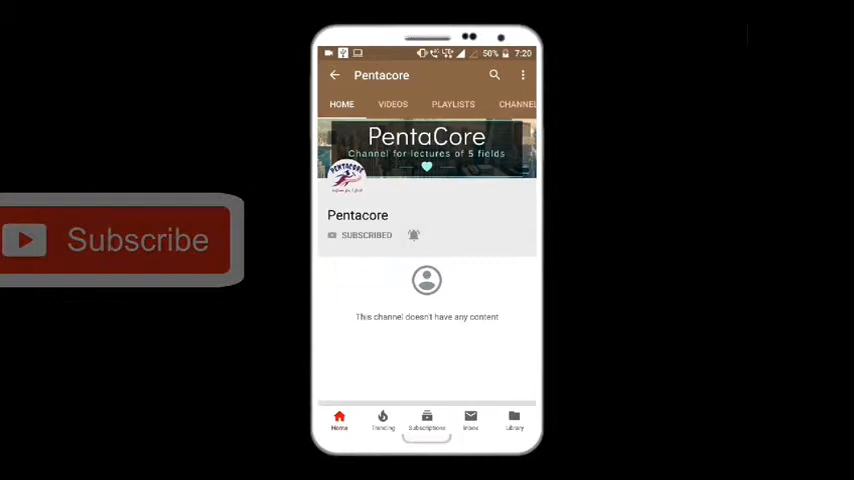 50% 7:20
Pentacore
HOME VIDEOS PLAYLISTS CHANNEL
PentaCore
Channel for lectures of 5 fields
PENTACORE
Pentacore
SUBSCRIBED
Subscribe
This channel doesn't have any content
Home Trending Subscriptions Inbox Library